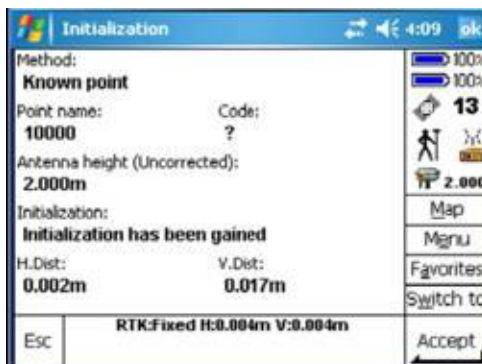 Initialization 4:09 ok
Method:
Known point
Point name: Code:
10000 ?
Antenna height (Uncorrected):
2.000m
Initialization:
Initialization has been gained
H.Dist: V.Dist:
0.002m 0.017m
Esc
RTK:Fixed H:0.004m V:0.004m
100%
100%
13
2.000
Map
Menu
Favorites
Switch to
Accept